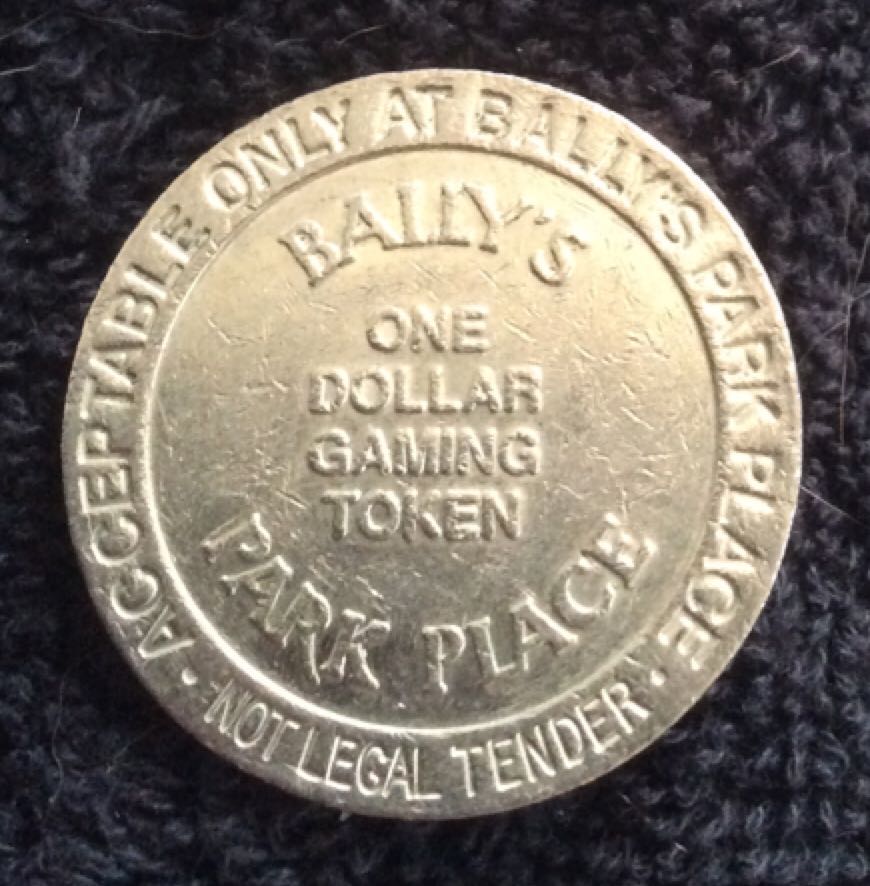 ACCEPTABLE ONLY AT BALLY'S PARK PLACE
BALLY'S
ONE
DOLLAR
GAMING
TOKEN
PARK PLACE
• NOT LEGAL TENDER •